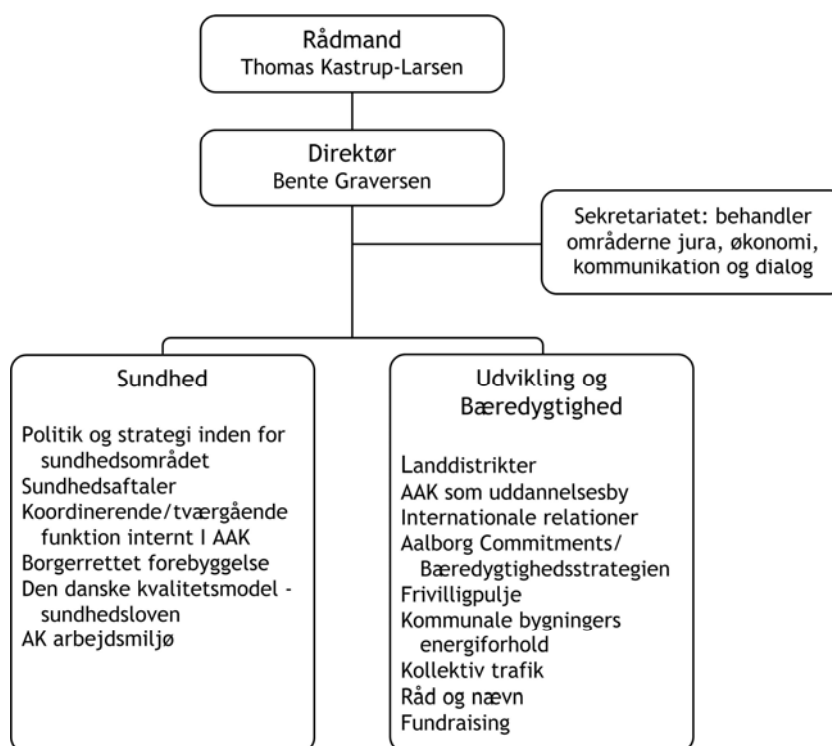 Rådmand
Thomas Kastrup-Larsen
Direktør
Bente Graversen
Sekretariatet: behandler
områderne jura, økonomi,
kommunikation og dialog
Sundhed
Politik og strategi inden for
sundhedsområdet
Sundhedsaftaler
Koordinerende/tværgående
funktion internt I AAK
Borgerrettet forebyggelse
Den danske kvalitetsmodel -
sundhedsloven
AK arbejdsmiljø
Udvikling og
Bæredygtighed
Landdistrikter
AAK som uddannelsesby
Internationale relationer
Aalborg Commitments/
Bæredygtighedsstrategien
Frivilligpulje
Kommunale bygningers
energiforhold
Kollektiv trafik
Råd og nævn
Fundraising